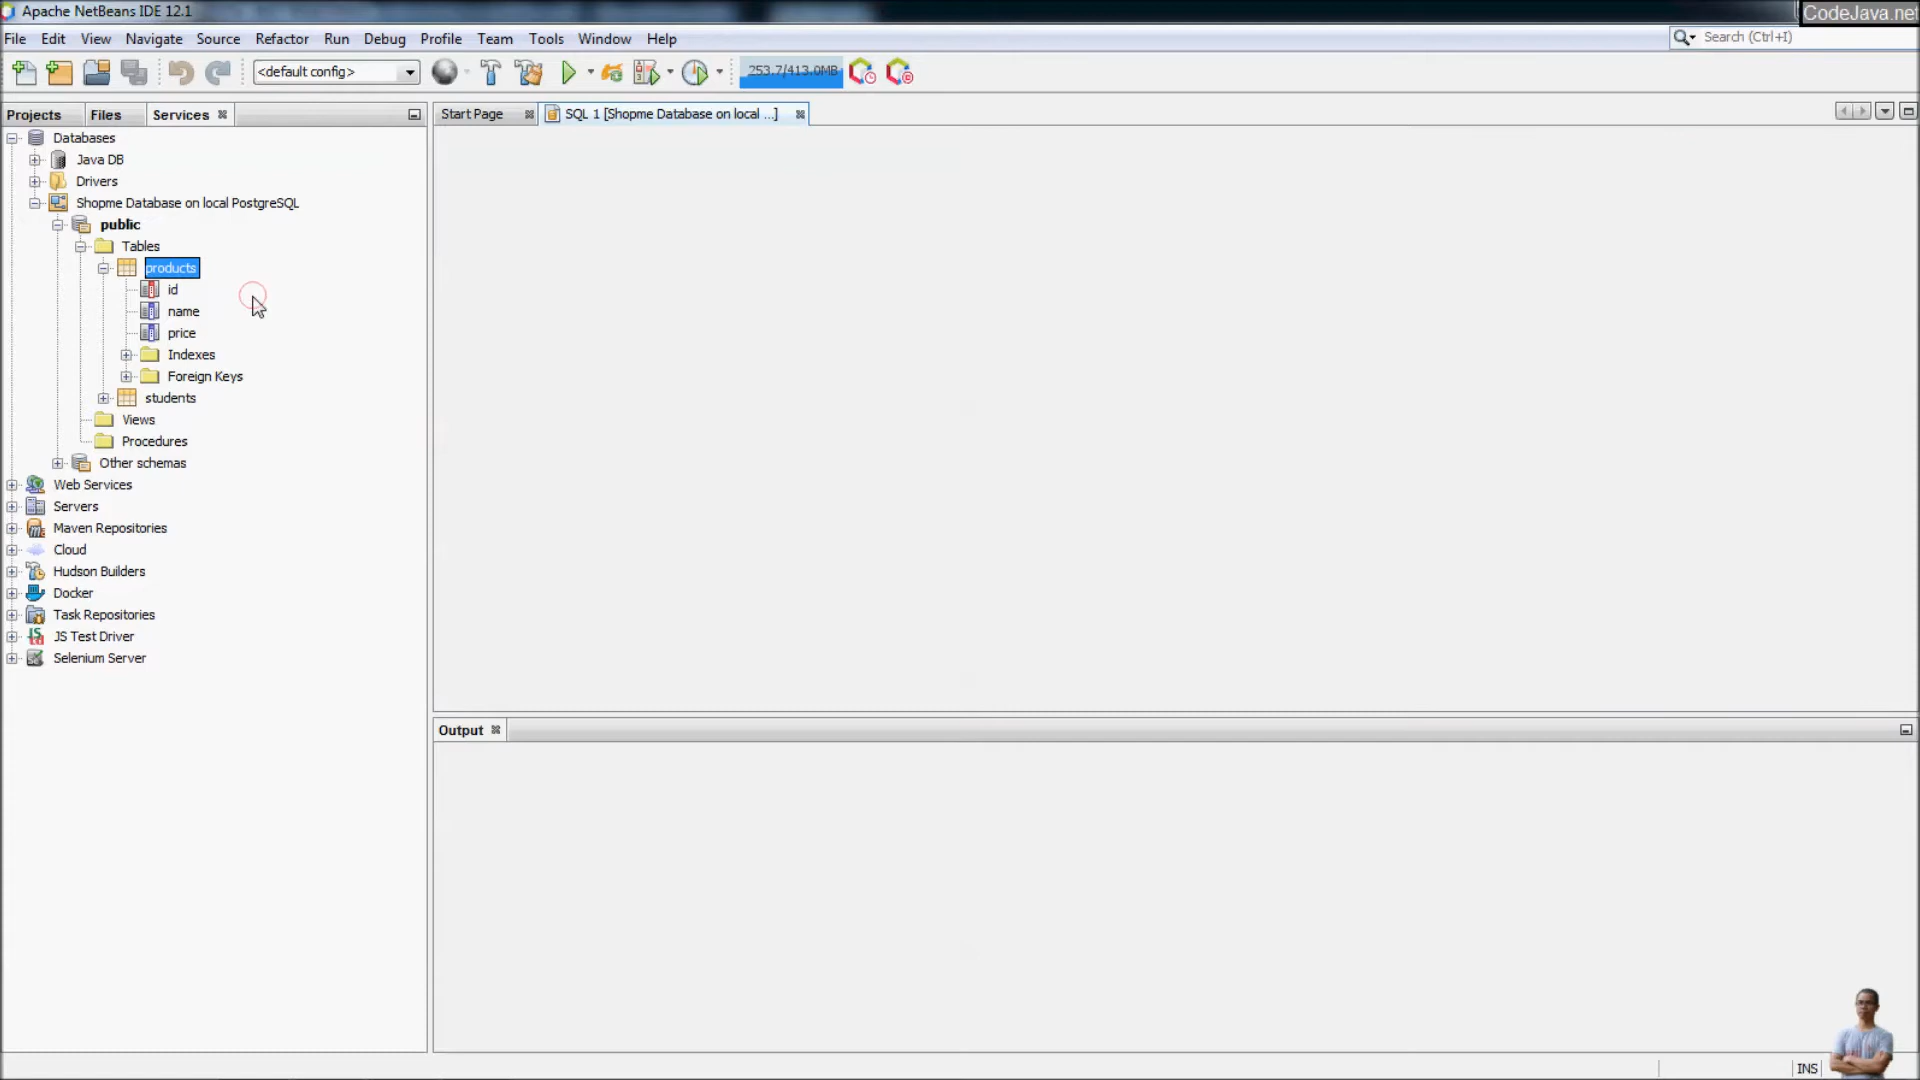 Apache NetBeans IDE 12.1
CodeJava.net
File Edit View Navigate Source Refactor Run Debug Profile Team Tools Window Help
Search (Ctrl+I)
<default config>
253.7/413.0MB
Projects Files Services
Start Page SQL 1 [Shopme Database on local ...]
Databases
Java DB
Drivers
Shopme Database on local PostgreSQL
public
Tables
products
id
name
price
Indexes
Foreign Keys
students
Views
Procedures
Other schemas
Web Services
Servers
Maven Repositories
Cloud
Hudson Builders
Docker
Task Repositories
JS Test Driver
Selenium Server
Output
INS